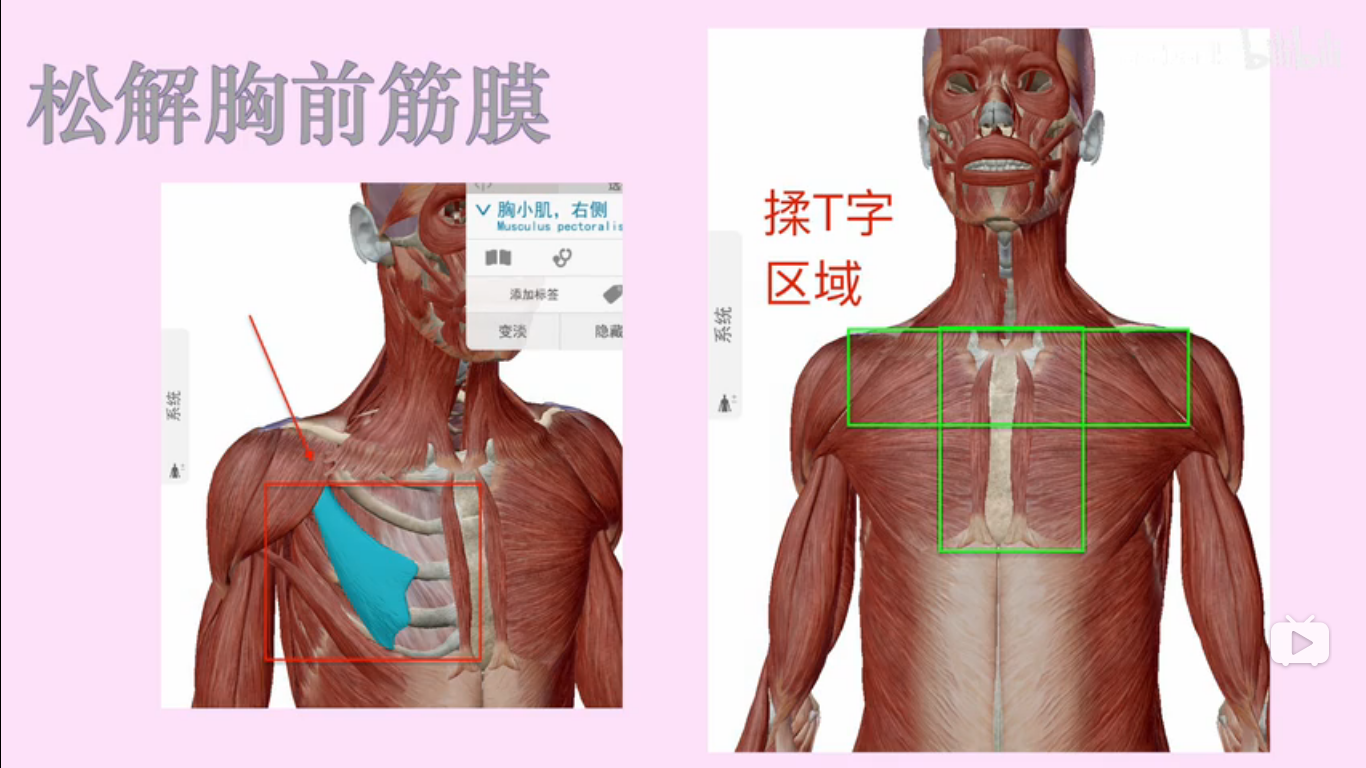 松解胸前筋膜
胸小肌，右侧
Musculus pectoralis
添加标签
变淡
隐藏
系统
揉T字
区域
系统
bilibili